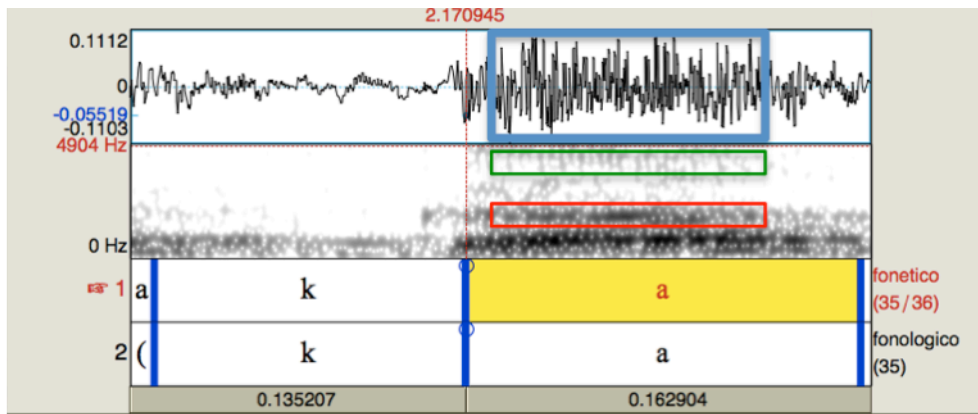 2.170945
0.1112
0
-0.05519
-0.1103
4904 Hz
0 Hz
☞ 1 a k a fonetico
(35/36)
2 ( k a fonologico
(35)
0.135207 0.162904